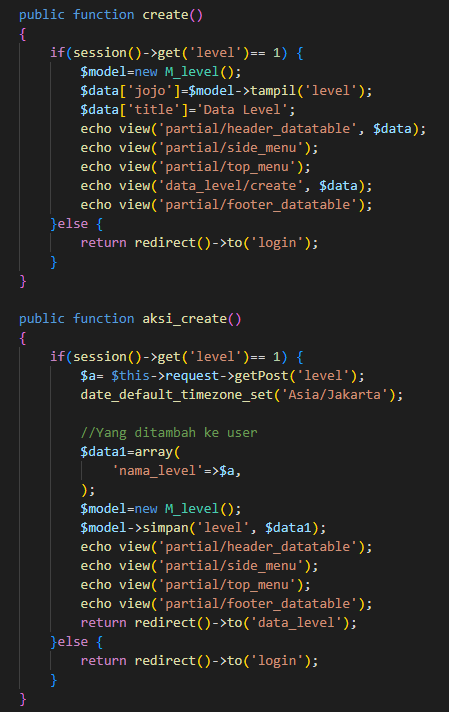 public function create()
{
    if(session()->get('level')== 1) {
        $model=new M_level();
        $data['jojo']=$model->tampil('level');
        $data['title']='Data Level';
        echo view('partial/header_datatable', $data);
        echo view('partial/side_menu');
        echo view('partial/top_menu');
        echo view('data_level/create', $data);
        echo view('partial/footer_datatable');
    }else {
        return redirect()->to('login');
    }
}

public function aksi_create()
{
    if(session()->get('level')== 1) {
        $a= $this->request->getPost('level');
        date_default_timezone_set('Asia/Jakarta');

        //Yang ditambah ke user
        $data1=array(
            'nama_level'=>$a,
        );
        $model=new M_level();
        $model->simpan('level', $data1);
        echo view('partial/header_datatable');
        echo view('partial/side_menu');
        echo view('partial/top_menu');
        echo view('partial/footer_datatable');
        return redirect()->to('data_level');
    }else {
        return redirect()->to('login');
    }
}